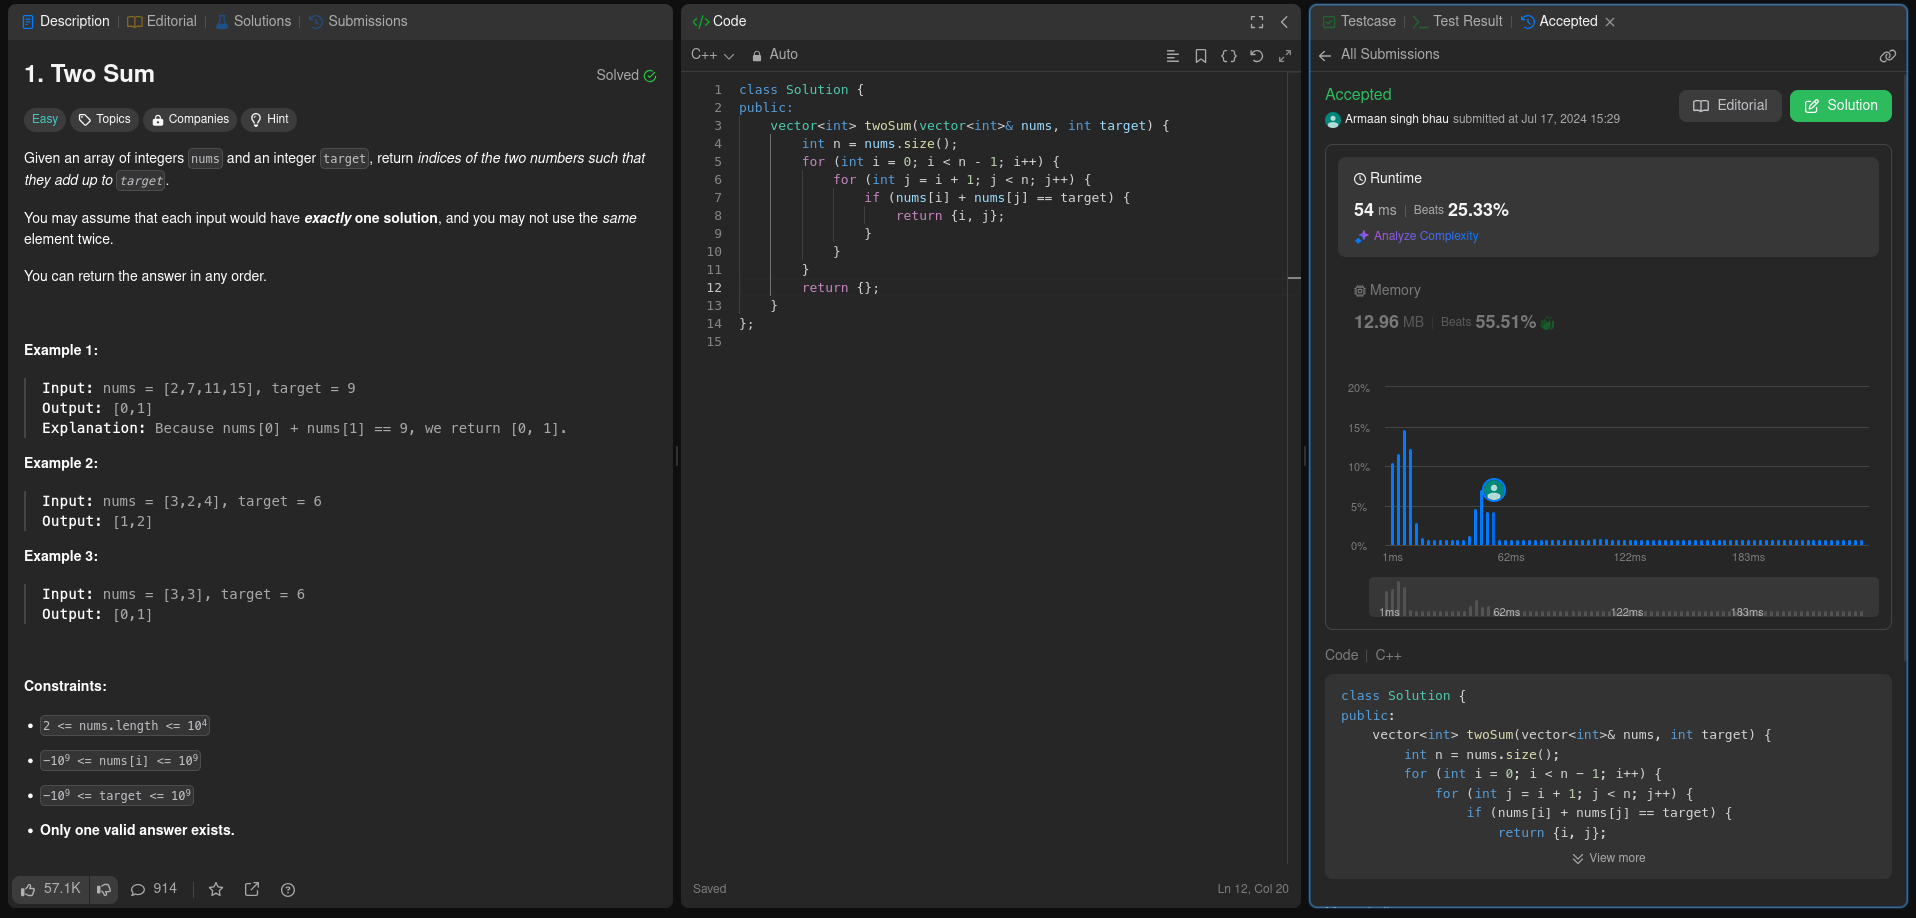 Description | Editorial | Solutions | Submissions
1. Two Sum
Solved
Easy Topics Companies Hint
Given an array of integers nums and an integer target, return indices of the two numbers such that
they add up to target.
You may assume that each input would have exactly one solution, and you may not use the same
element twice.
You can return the answer in any order.
Example 1:
Input: nums = [2,7,11,15], target = 9
Output: [0,1]
Explanation: Because nums[0] + nums[1] == 9, we return [0, 1].
Example 2:
Input: nums = [3,2,4], target = 6
Output: [1,2]
Example 3:
Input: nums = [3,3], target = 6
Output: [0,1]
Constraints:
• 2 <= nums.length <= 10⁴
• −10⁹ <= nums[i] <= 10⁹
• −10⁹ <= target <= 10⁹
• Only one valid answer exists.
57.1K 914
</> Code
C++ Auto
1 class Solution {
2 public:
3     vector<int> twoSum(vector<int>& nums, int target) {
4         int n = nums.size();
5         for (int i = 0; i < n - 1; i++) {
6             for (int j = i + 1; j < n; j++) {
7                 if (nums[i] + nums[j] == target) {
8                     return {i, j};
9                 }
10             }
11         }
12         return {};
13     }
14 };
15
Saved Ln 12, Col 20
Testcase | Test Result | Accepted
All Submissions
Accepted
Editorial Solution
Armaan singh bhau submitted at Jul 17, 2024 15:29
Runtime
54 ms | Beats 25.33%
Analyze Complexity
Memory
12.96 MB | Beats 55.51%
20%
15%
10%
5%
0%
1ms 62ms 122ms 183ms
1ms 62ms 122ms 183ms
Code | C++
class Solution {
public:
    vector<int> twoSum(vector<int>& nums, int target) {
        int n = nums.size();
        for (int i = 0; i < n − 1; i++) {
            for (int j = i + 1; j < n; j++) {
                if (nums[i] + nums[j] == target) {
                    return {i, j};
View more